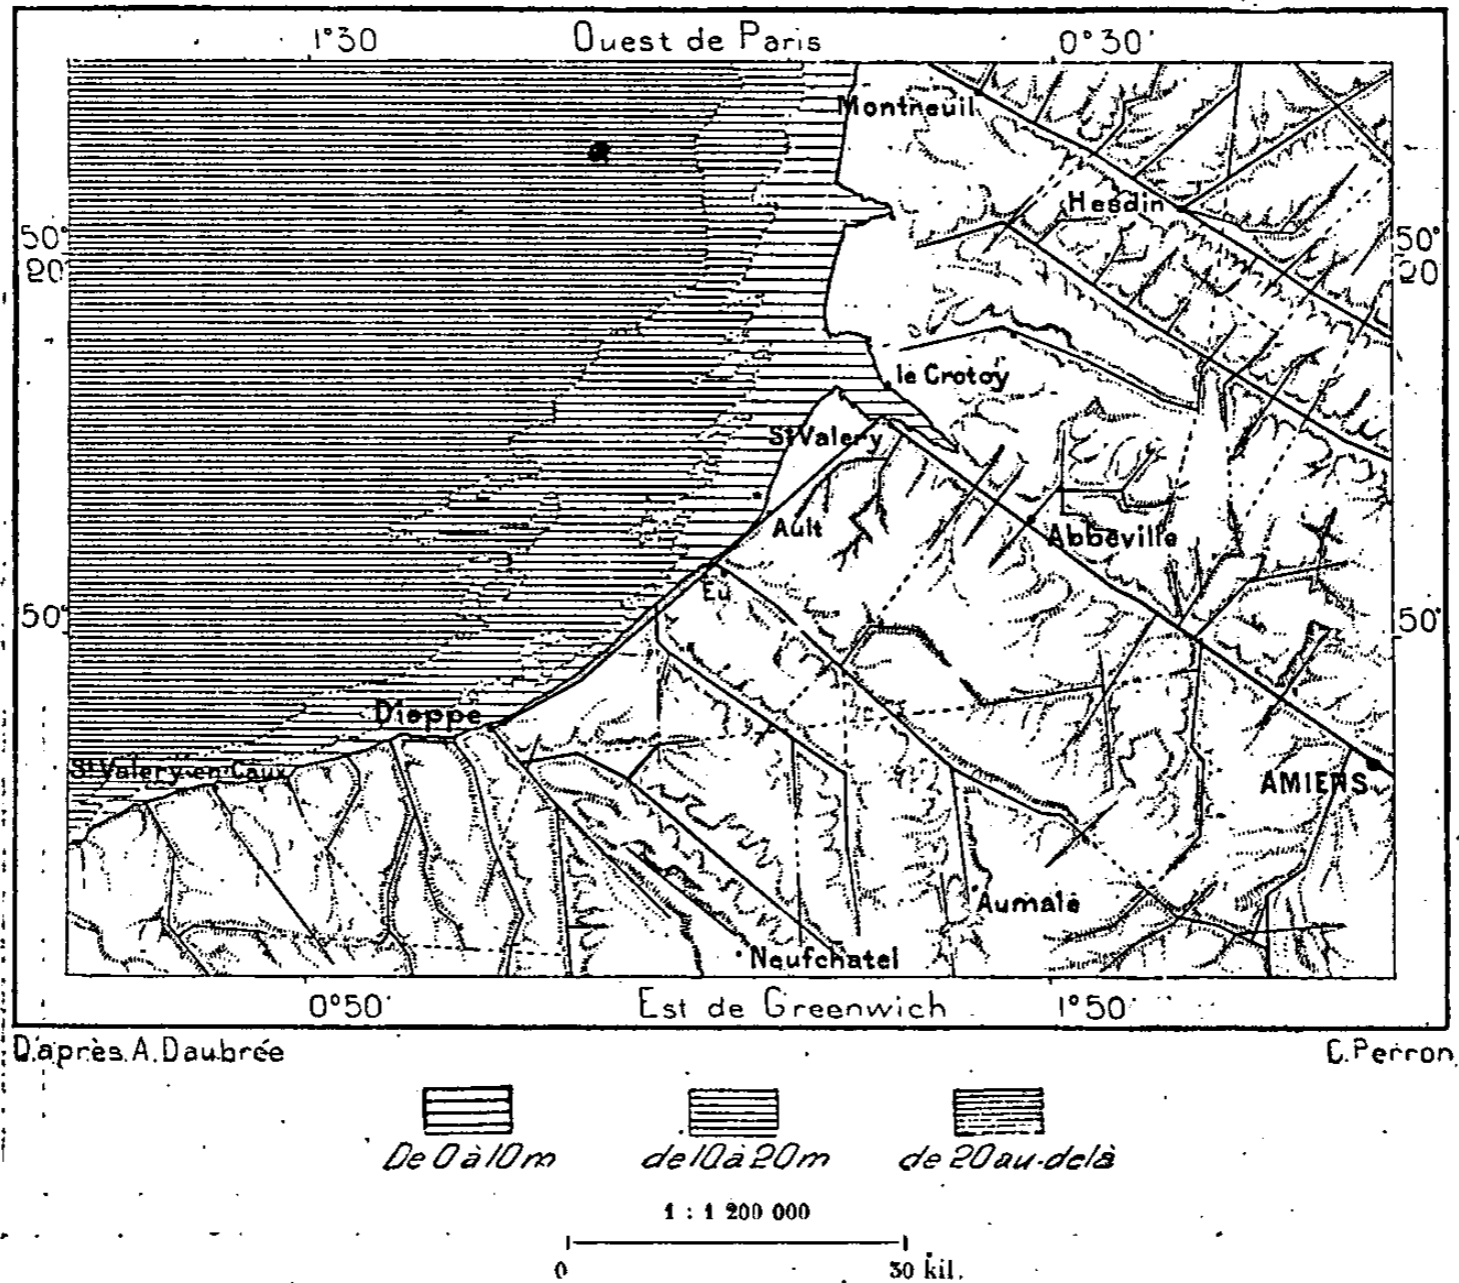 1°30 Ouest de Paris 0°30'
Montreuil
Hesdin
50° 50°
20' 20'
le Crotoy
St Valery
Ault
Abbeville
Eu
50° 50°
Dieppe
St Valery-en-Caux
AMIENS
Aumale
Neufchatel
0°50' Est de Greenwich 1°50'
D'après A. Daubrée C. Perron
De 0 à 10 m de 10 à 20 m de 20 au-delà
1 : 1 200 000
0 30 kil.